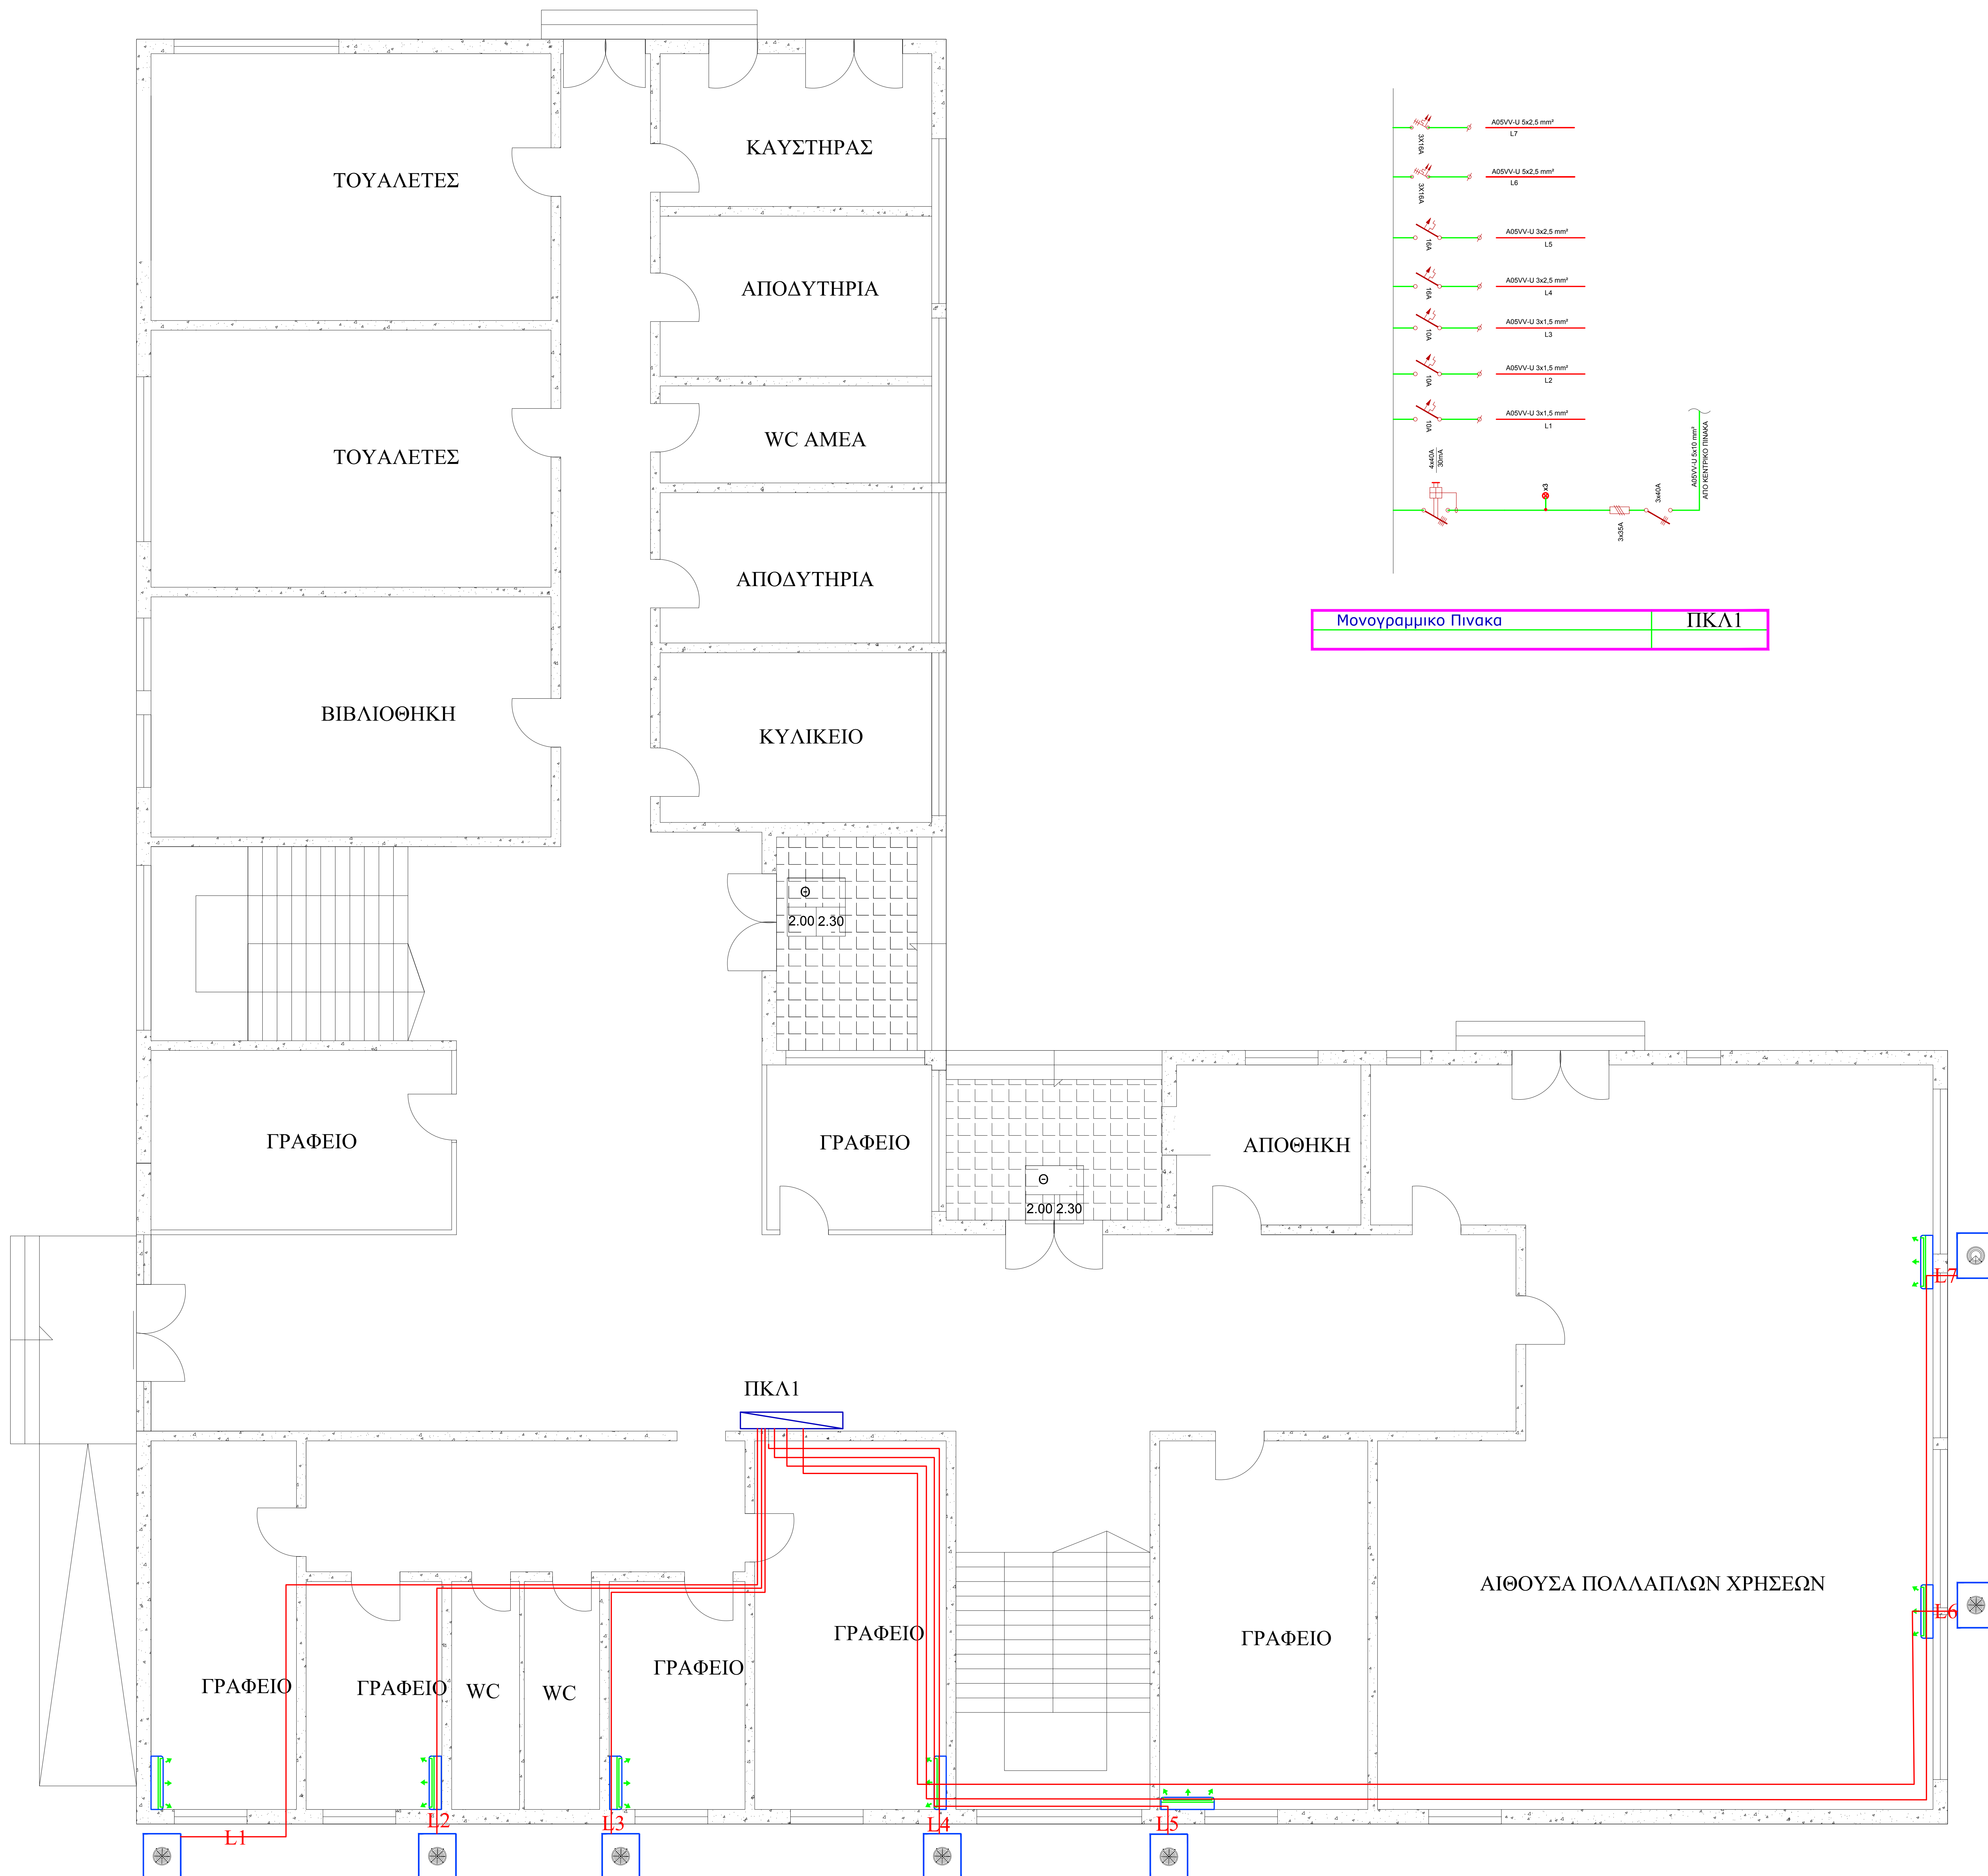 ΤΟΥΑΛΕΤΕΣ
ΚΑΥΣΤΗΡΑΣ
ΑΠΟΔΥΤΗΡΙΑ
ΤΟΥΑΛΕΤΕΣ
WC ΑΜΕΑ
ΑΠΟΔΥΤΗΡΙΑ
ΒΙΒΛΙΟΘΗΚΗ
ΚΥΛΙΚΕΙΟ
A05VV-U 5x2,5 mm²
L7
3X16A
A05VV-U 5x2,5 mm²
L6
3X16A
A05VV-U 3x2,5 mm²
L5
16A
A05VV-U 3x2,5 mm²
L4
16A
A05VV-U 3x1,5 mm²
L3
10A
A05VV-U 3x1,5 mm²
L2
10A
A05VV-U 3x1,5 mm²
L1
10A
4x40A
30mA
x3
3x35A
3x40A
A05VV-U 5x10 mm²
ΑΠΟ ΚΕΝΤΡΙΚΟ ΠΙΝΑΚΑ
Μονογραμμικο Πινακα ΠΚΛ1
Θ
2.00 2.30
ΓΡΑΦΕΙΟ
ΓΡΑΦΕΙΟ
ΑΠΟΘΗΚΗ
Θ
2.00 2.30
L7
ΠΚΛ1
ΑΙΘΟΥΣΑ ΠΟΛΛΑΠΛΩΝ ΧΡΗΣΕΩΝ
L6
ΓΡΑΦΕΙΟ
ΓΡΑΦΕΙΟ
ΓΡΑΦΕΙΟ
ΓΡΑΦΕΙΟ
ΓΡΑΦΕΙΟ
WC
WC
L1
L2
L3
L4
L5